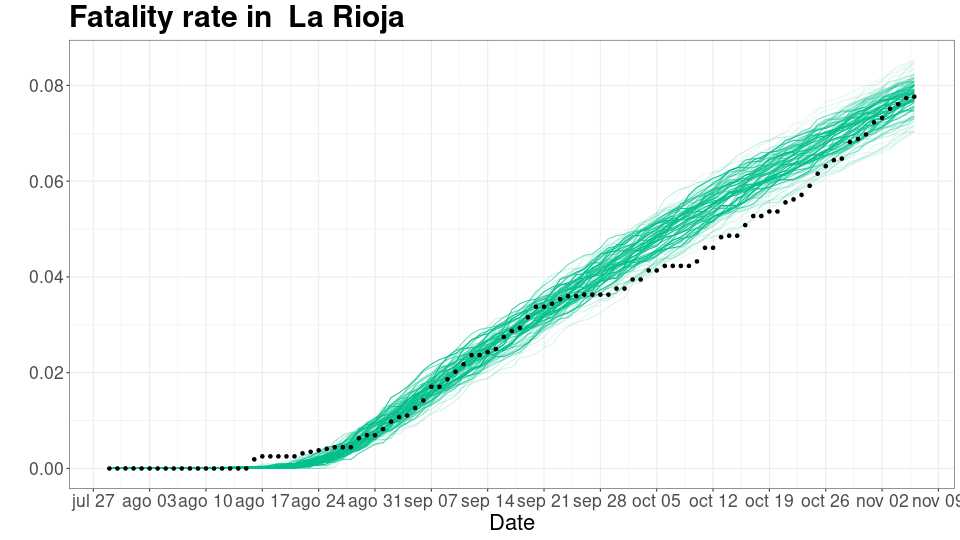 Fatality rate in  La Rioja
0.08
0.06
0.04
0.02
0.00
jul 27 ago 03 ago 10 ago 17 ago 24 ago 31 sep 07 sep 14 sep 21 sep 28 oct 05 oct 12 oct 19 oct 26 nov 02 nov 09
Date